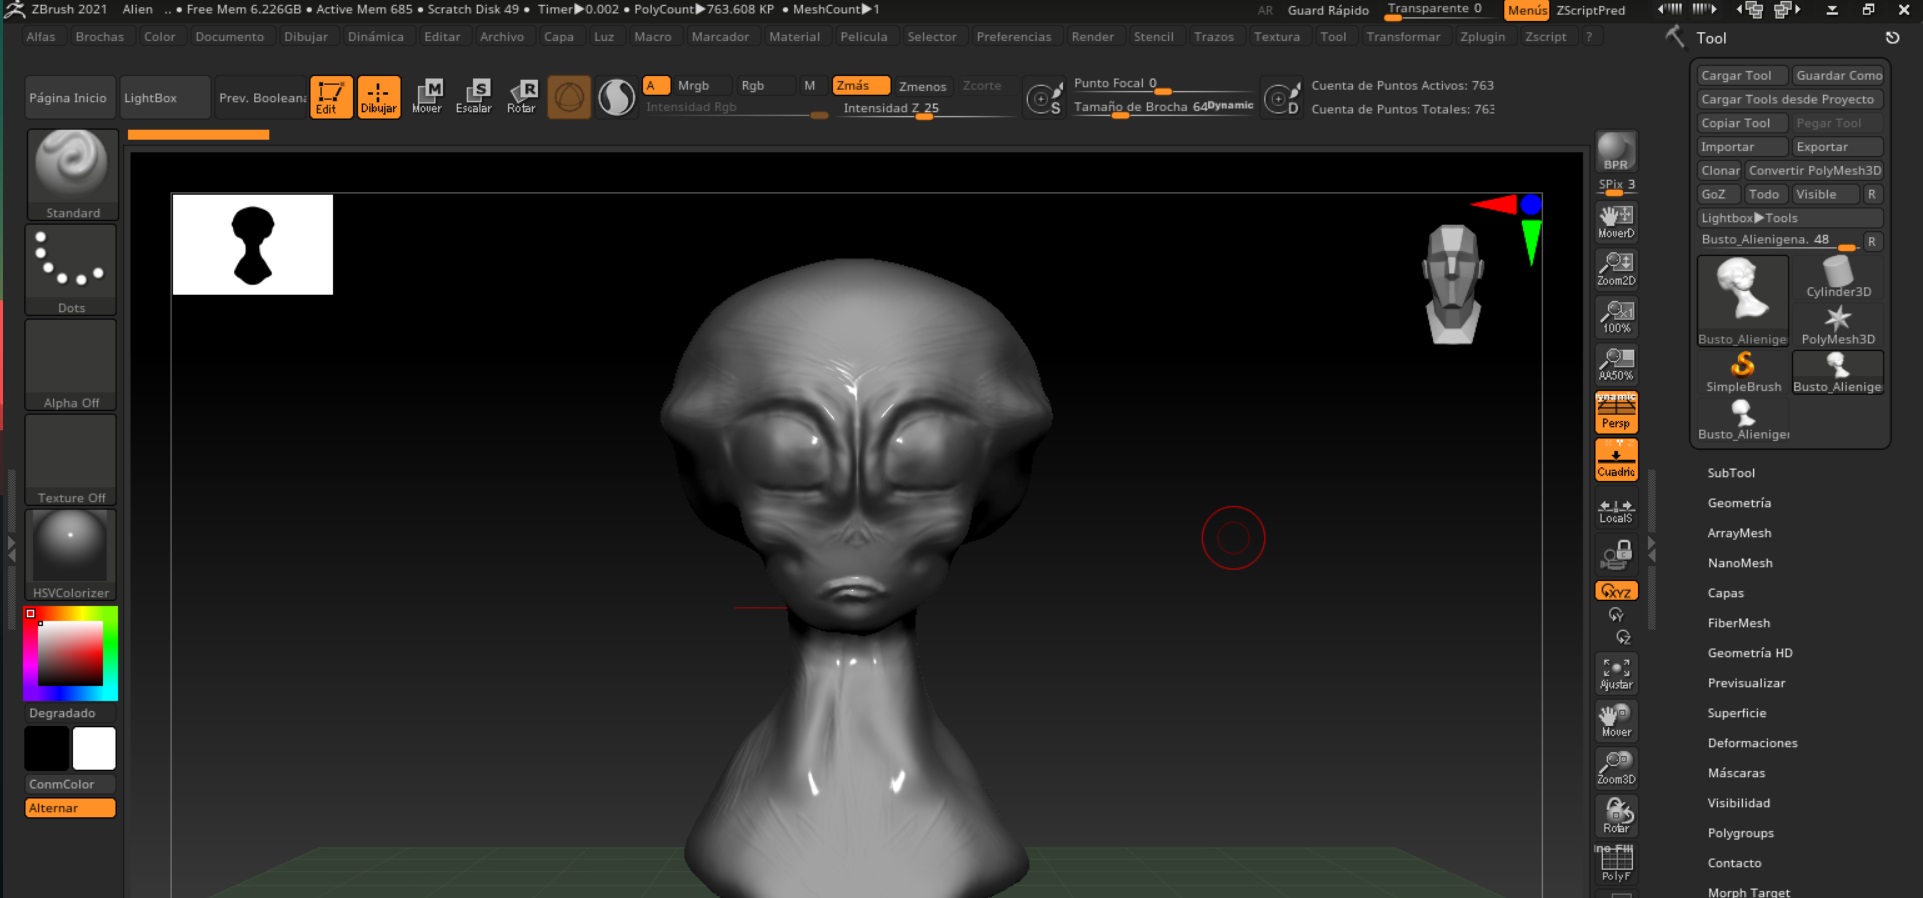 ZBrush 2021 Alien .. • Free Mem 6.226GB • Active Mem 685 • Scratch Disk 49 • Timer▶0.002 • PolyCount▶763.608 KP • MeshCount▶1 AR Guard Rápido Transparente 0 Menús ZScriptPred
Alfas Brochas Color Documento Dibujar Dinámica Editar Archivo Capa Luz Macro Marcador Material Pelicula Selector Preferencias Render Stencil Trazos Textura Tool Transformar Zplugin Zscript ?
Página Inicio LightBox Prev. Booleana Edit Dibujar Mover Escalar Rotar
M S R
A Mrgb Rgb M Zmás Zmenos Zcorte
Intensidad Rgb Intensidad Z 25
S Punto Focal 0
Tamaño de Brocha 64 Dynamic
D Cuenta de Puntos Activos: 763
Cuenta de Puntos Totales: 763
Standard
Dots
Alpha Off
Texture Off
HSVColorizer
Degradado
ConmColor
Alternar
BPR
SPix 3
MoverD
Zoom2D
100%
AA50%
Dynamic
Persp
Cuadric
LocalS
XYZ
Y
Z
Ajustar
Mover
Zoom3D
Rotar
PolyF
Tool
Cargar Tool Guardar Como
Cargar Tools desde Proyecto
Copiar Tool Pegar Tool
Importar Exportar
Clonar Convertir PolyMesh3D
GoZ Todo Visible R
Lightbox▶Tools
Busto_Alienigena. 48 R
Busto_Alienige Cylinder3D
PolyMesh3D
SimpleBrush Busto_Alienige
Busto_Alienige
SubTool
Geometría
ArrayMesh
NanoMesh
Capas
FiberMesh
Geometría HD
Previsualizar
Superficie
Deformaciones
Máscaras
Visibilidad
Polygroups
Contacto
Morph Target